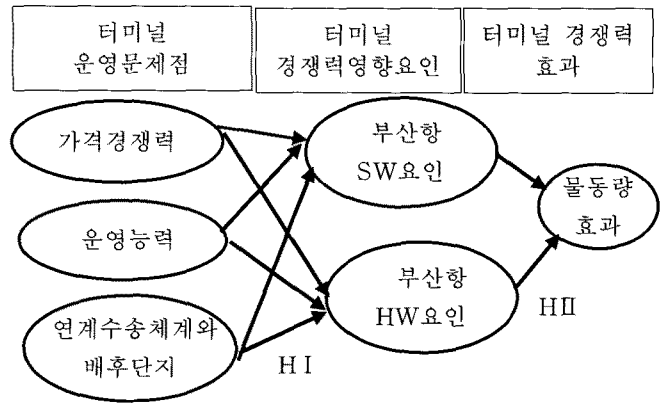 터미널
운영문제점
터미널
경쟁력영향요인
터미널 경쟁력
효과
가격경쟁력
운영능력
연계수송체계와
배후단지
부산항
SW요인
부산항
HW요인
물동량
효과
HⅠ
HⅡ